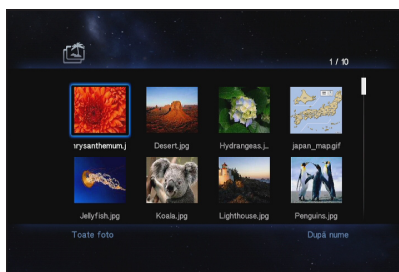 1 / 10
rysanthemum.j
Desert.jpg
Hydrangeas.j..
japan_map.gif
Jellyfish.jpg
Koala.jpg
Lighthouse.jpg
Penguins.jpg
Toate foto
După nume